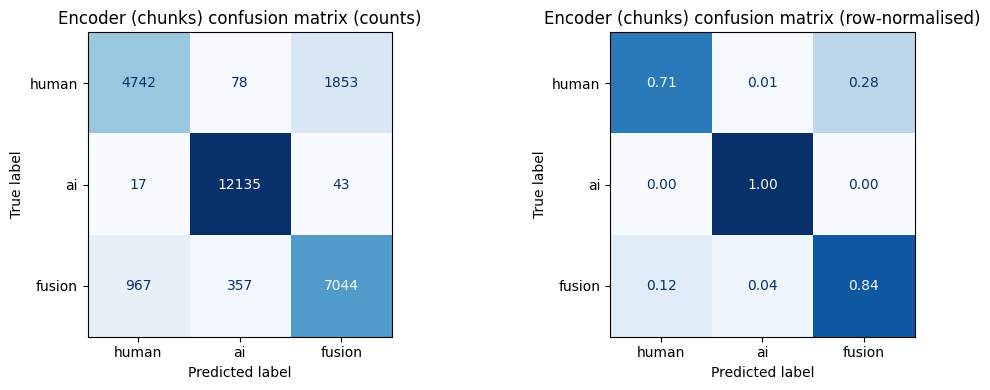 Encoder (chunks) confusion matrix (counts)
human 4742 78 1853
ai 17 12135 43
fusion 967 357 7044
human ai fusion
Predicted label
True label
Encoder (chunks) confusion matrix (row-normalised)
human 0.71 0.01 0.28
ai 0.00 1.00 0.00
fusion 0.12 0.04 0.84
human ai fusion
Predicted label
True label